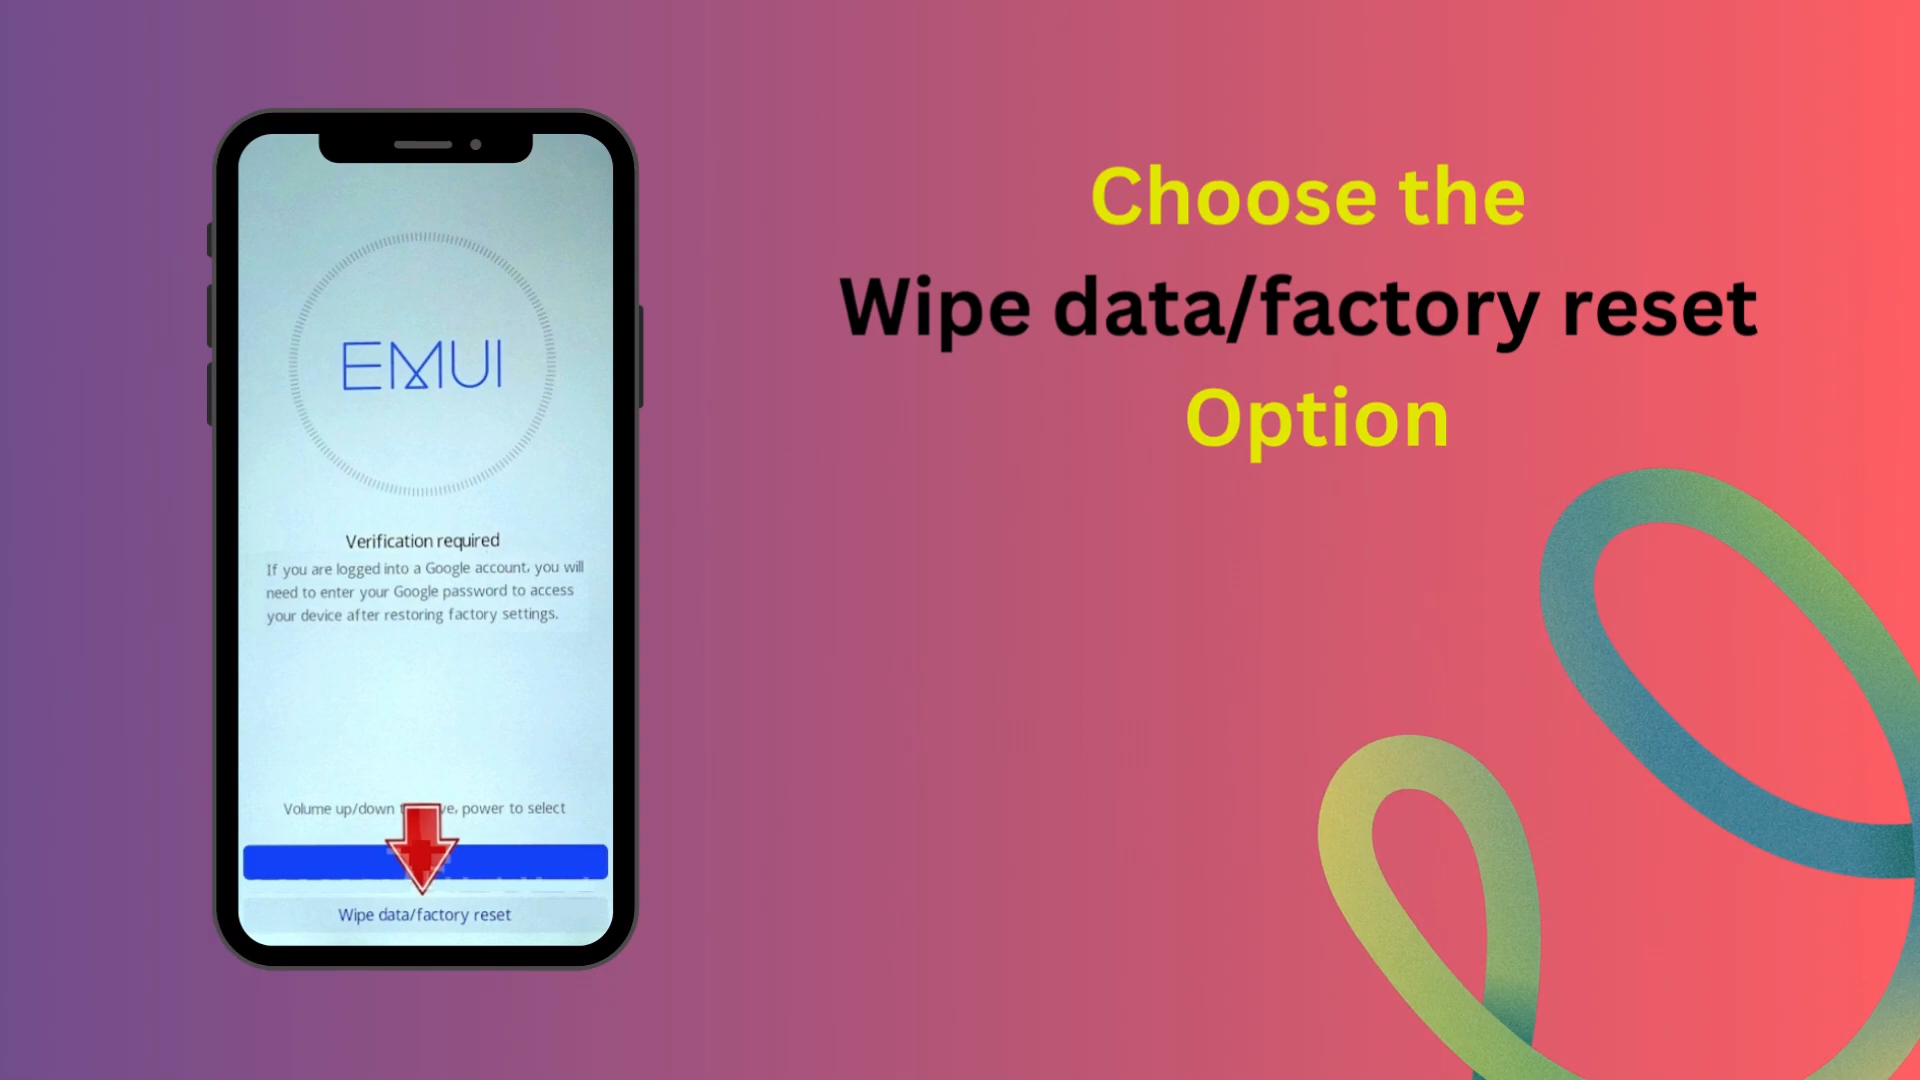 Choose the
Wipe data/factory reset
Option
EMUI
Verification required
If you are logged into a Google account, you will
need to enter your Google password to access
your device after restoring factory settings.
Volume up/down power to select
Wipe data/factory reset